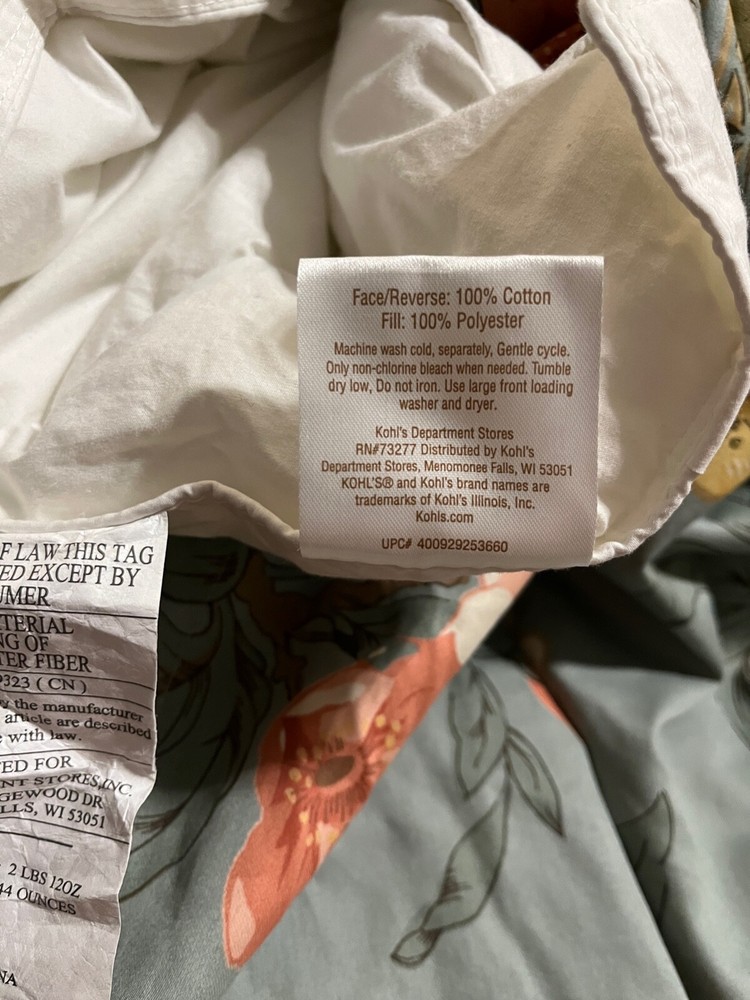 Face/Reverse: 100% Cotton
Fill: 100% Polyester
Machine wash cold, separately, Gentle cycle.
Only non-chlorine bleach when needed. Tumble
dry low, Do not iron. Use large front loading
washer and dryer.
Kohl's Department Stores
RN#73277 Distributed by Kohl's
Department Stores, Menomonee Falls, WI 53051
KOHL'S® and Kohl's brand names are
trademarks of Kohl's Illinois, Inc.
Kohls.com
UPC# 400929253660
F LAW THIS TAG
ED EXCEPT BY
UMER
TERIAL
NG OF
TER FIBER
323 ( CN )
the manufacturer
article are described
with law.
ED FOR
NT STORES,INC.
GEWOOD DR
LLS, WI 53051
2 LBS 12OZ
44 OUNCES
NA